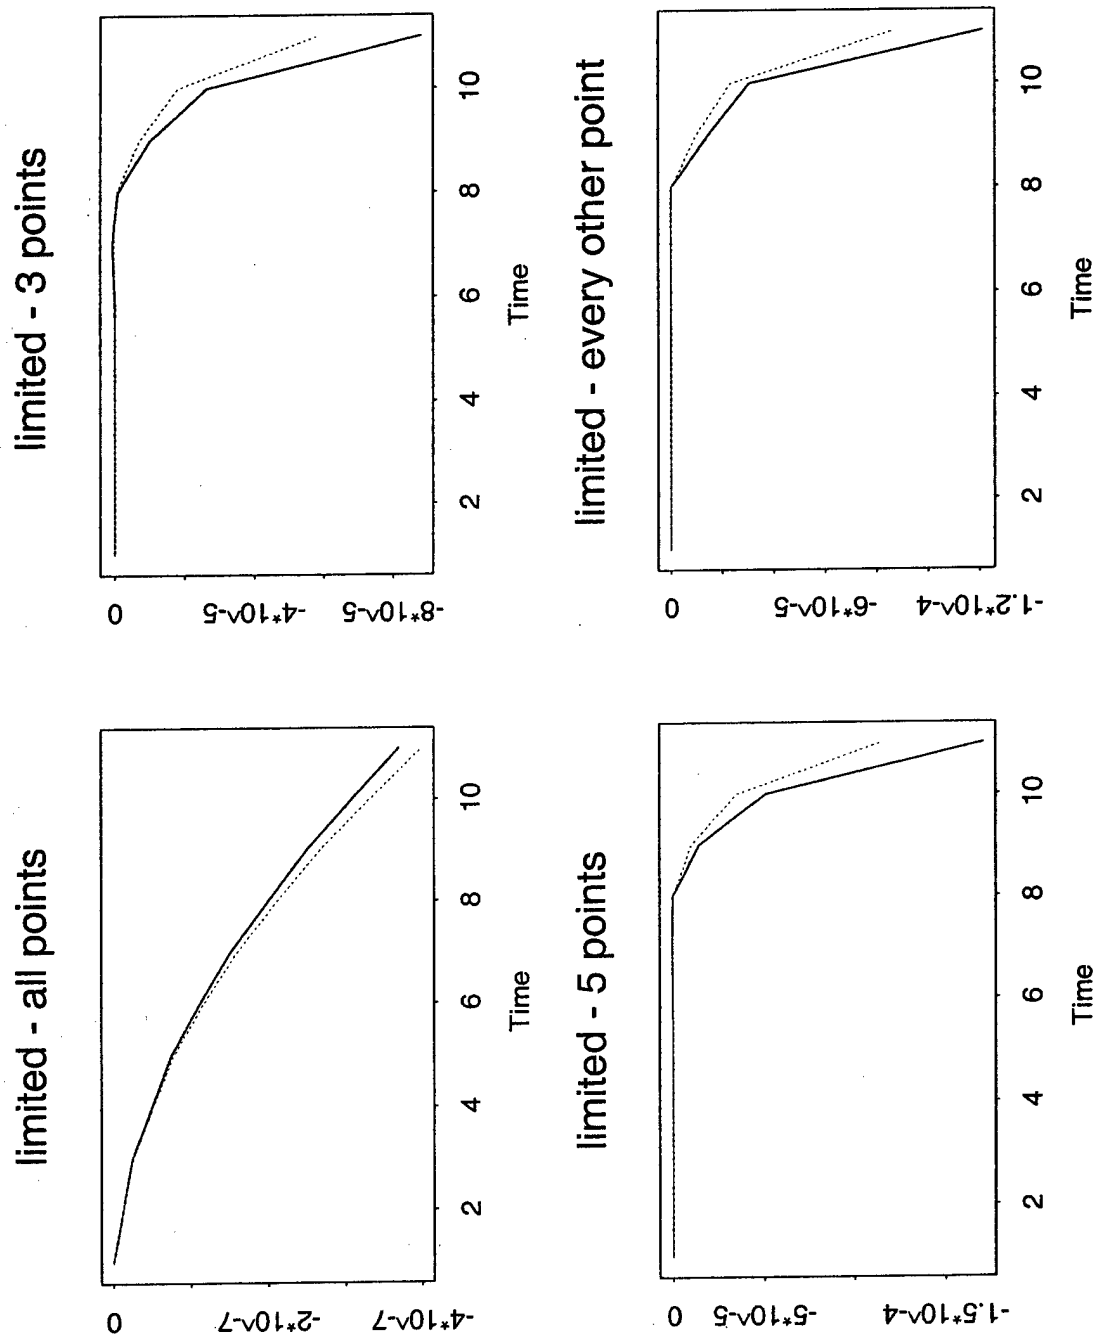 limited - all points
0
-2*10^-7
-4*10^-7
2 4 6 8 10
Time
limited - 3 points
0
-4*10^-5
-8*10^-5
2 4 6 8 10
Time
limited - 5 points
0
-5*10^-5
-1.5*10^-4
2 4 6 8 10
Time
limited - every other point
0
-6*10^-5
-1.2*10^-4
2 4 6 8 10
Time